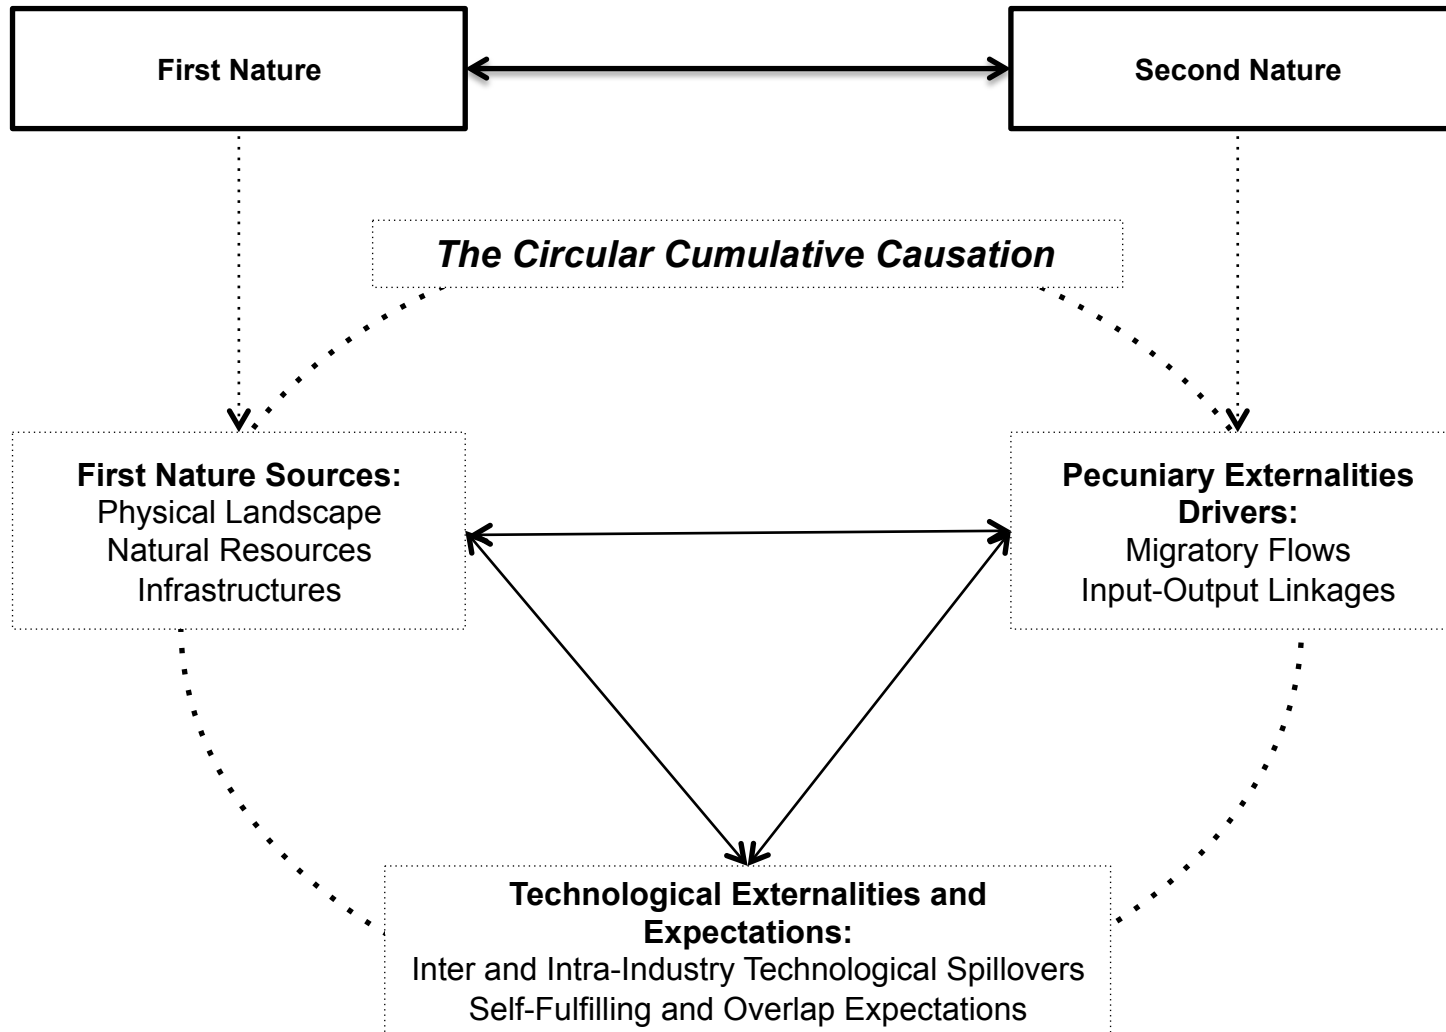 First Nature
Second Nature
The Circular Cumulative Causation
First Nature Sources:
Physical Landscape
Natural Resources
Infrastructures
Pecuniary Externalities
Drivers:
Migratory Flows
Input-Output Linkages
Technological Externalities and
Expectations:
Inter and Intra-Industry Technological Spillovers
Self-Fulfilling and Overlap Expectations